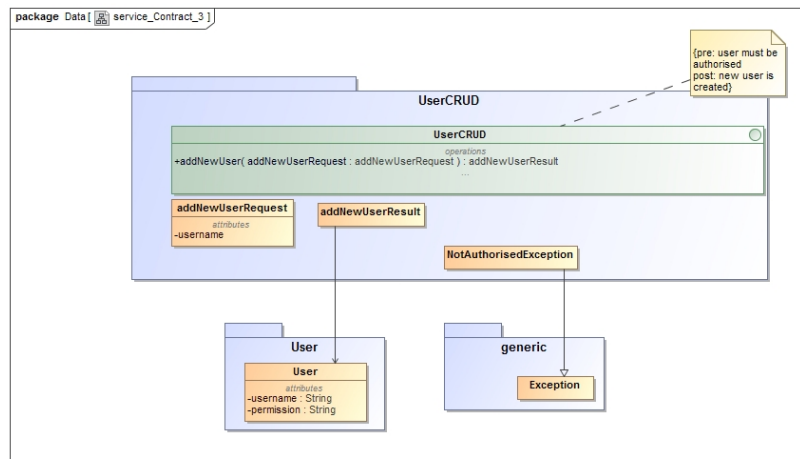 package Data[ service_Contract_3 ]
{pre: user must be
authorised
post: new user is
created}
UserCRUD
UserCRUD
operations
+addNewUser( addNewUserRequest : addNewUserRequest ) : addNewUserResult
...
addNewUserRequest
attributes
-username
addNewUserResult
NotAuthorisedException
User
User
attributes
-username : String
-permission : String
generic
Exception